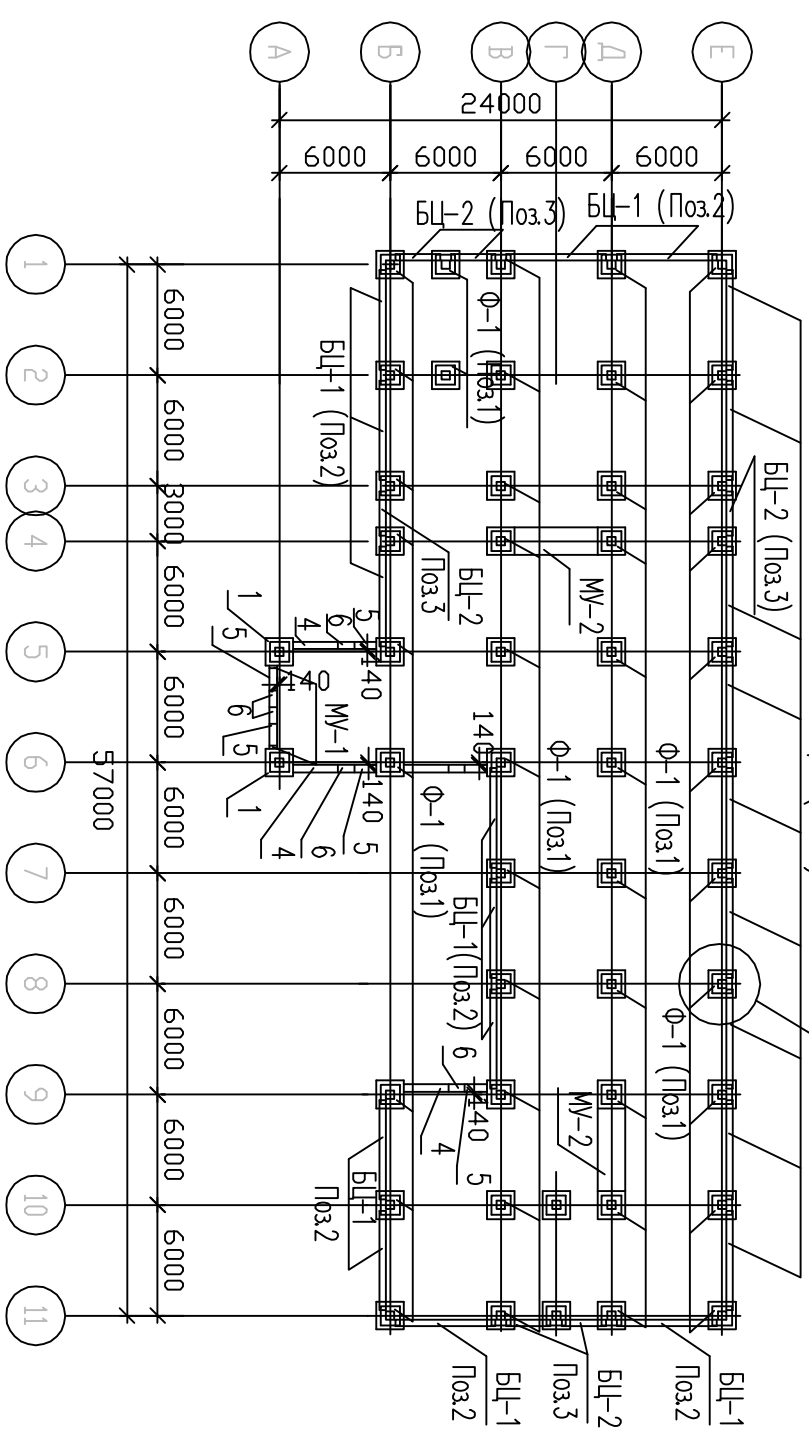 А
Б
В
Г
Д
Е
24000
6000
6000
6000
6000
БЦ-2 (Поз.3)
БЦ-1 (Поз.2)
1
2
3
4
5
6
7
8
9
10
11
6000
6000
3000
6000
6000
6000
6000
6000
6000
6000
57000
Ф-1 (Поз.1)
БЦ-1 (Поз.2)
БЦ-2 (Поз.3)
БЦ-2
Поз.3
МУ-2
1
5
4
6
5
140
140
6
5
МУ-1
1
4
6
5
140
140
Ф-1 (Поз.1)
Ф-1 (Поз.1)
Ф-1 (Поз.1)
БЦ-1(Поз.2)
Ф-1 (Поз.1)
6
140
4
5
МУ-2
БЦ-1
Поз.2
БЦ-1
Поз.2
БЦ-2
Поз.3
БЦ-1
Поз.2